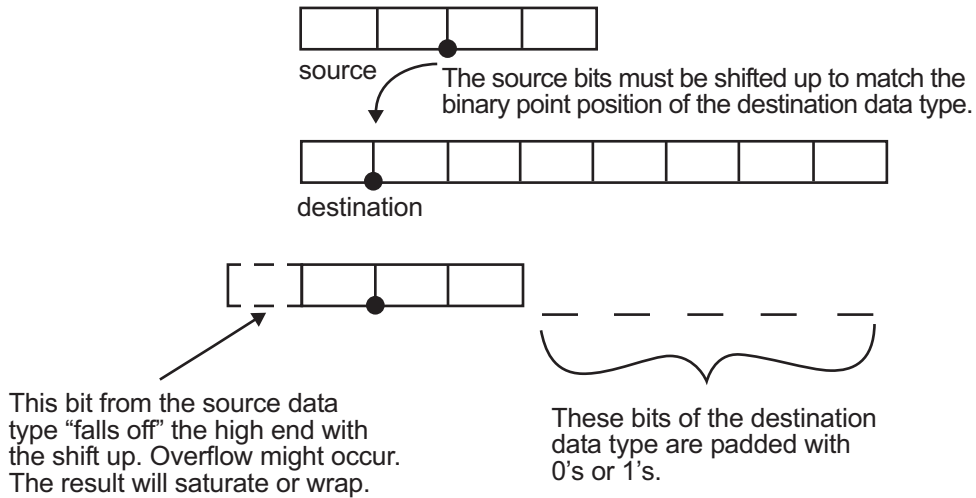 source
The source bits must be shifted up to match the
binary point position of the destination data type.
destination
This bit from the source data
type “falls off” the high end with
the shift up. Overflow might occur.
The result will saturate or wrap.
These bits of the destination
data type are padded with
0's or 1's.